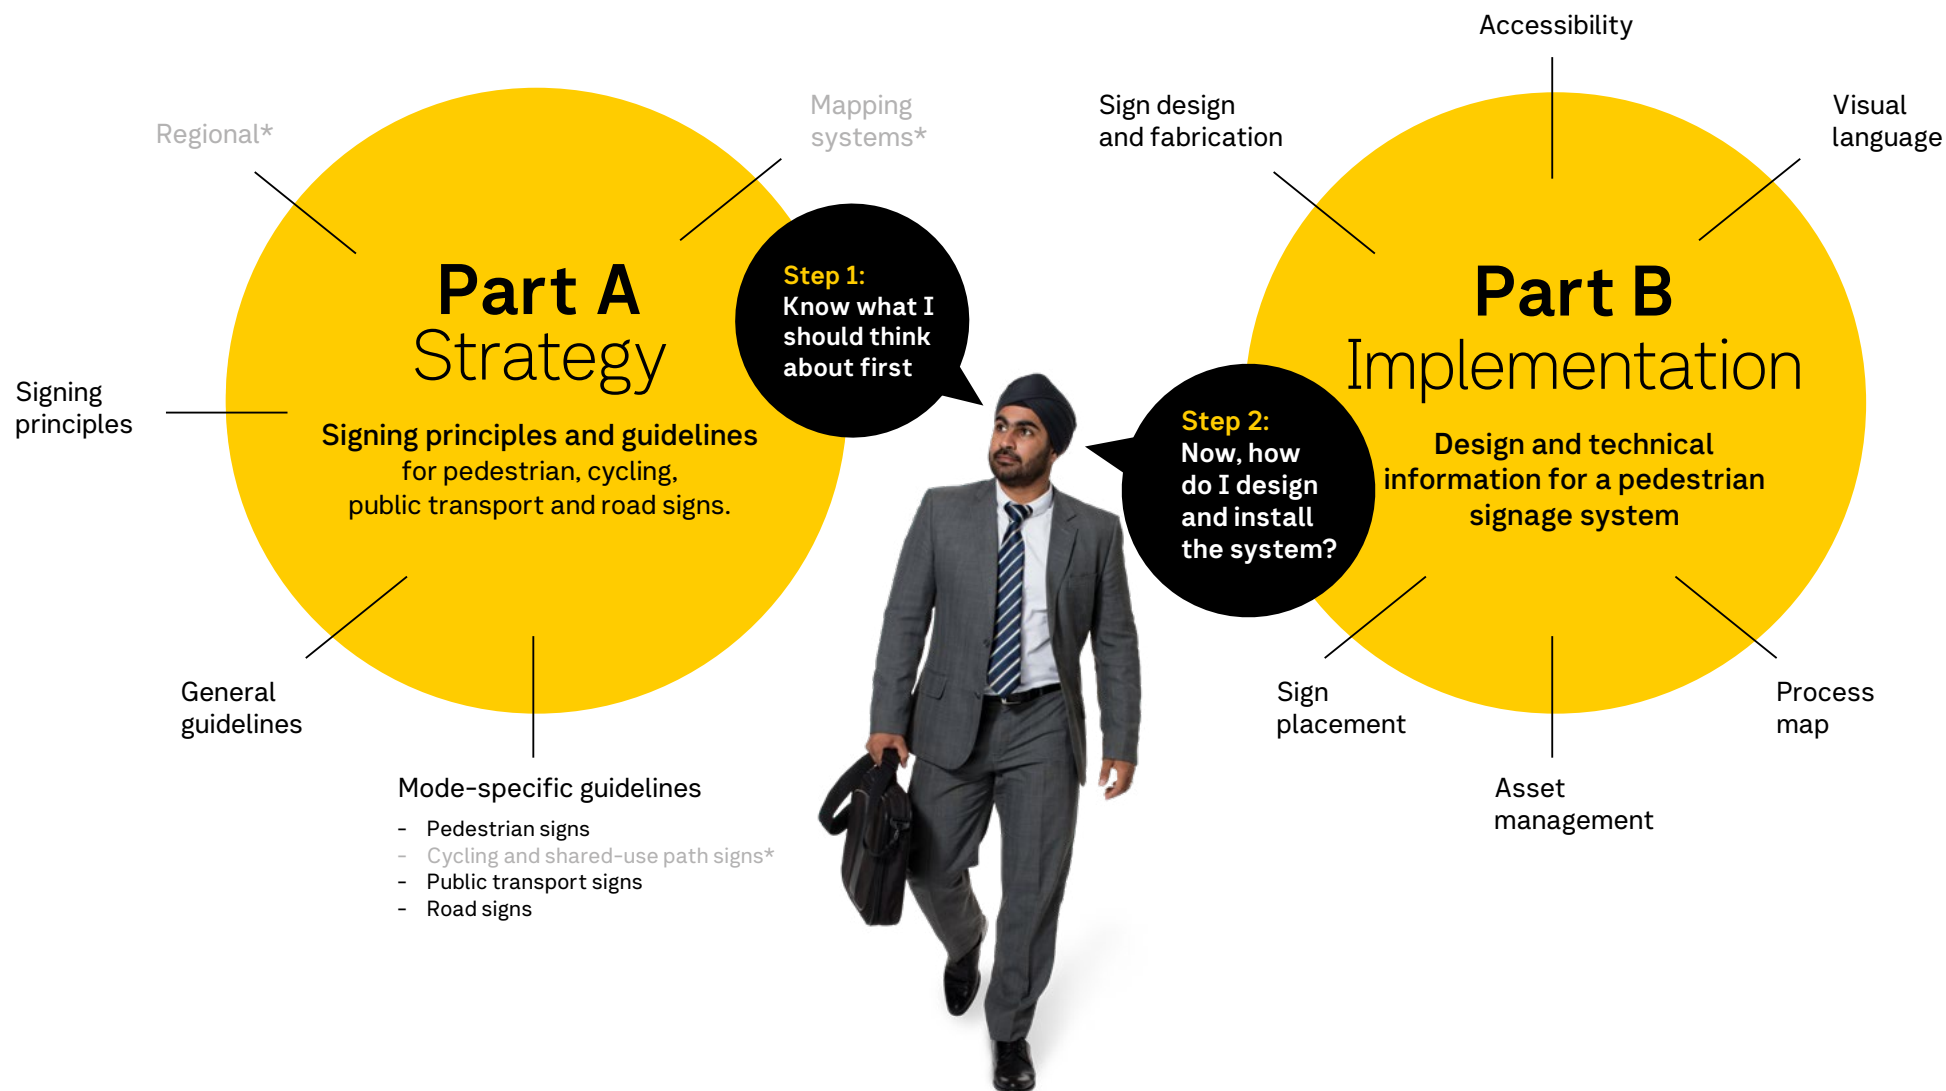 Regional*
Mapping
systems*
Part A
Strategy
Signing principles and guidelines
for pedestrian, cycling,
public transport and road signs.
Signing
principles
General
guidelines
Mode-specific guidelines
- Pedestrian signs
- Cycling and shared-use path signs*
- Public transport signs
- Road signs
Step 1:
Know what I
should think
about first
Step 2:
Now, how
do I design
and install
the system?
Accessibility
Sign design
and fabrication
Visual
language
Part B
Implementation
Design and technical
information for a pedestrian
signage system
Sign
placement
Asset
management
Process
map